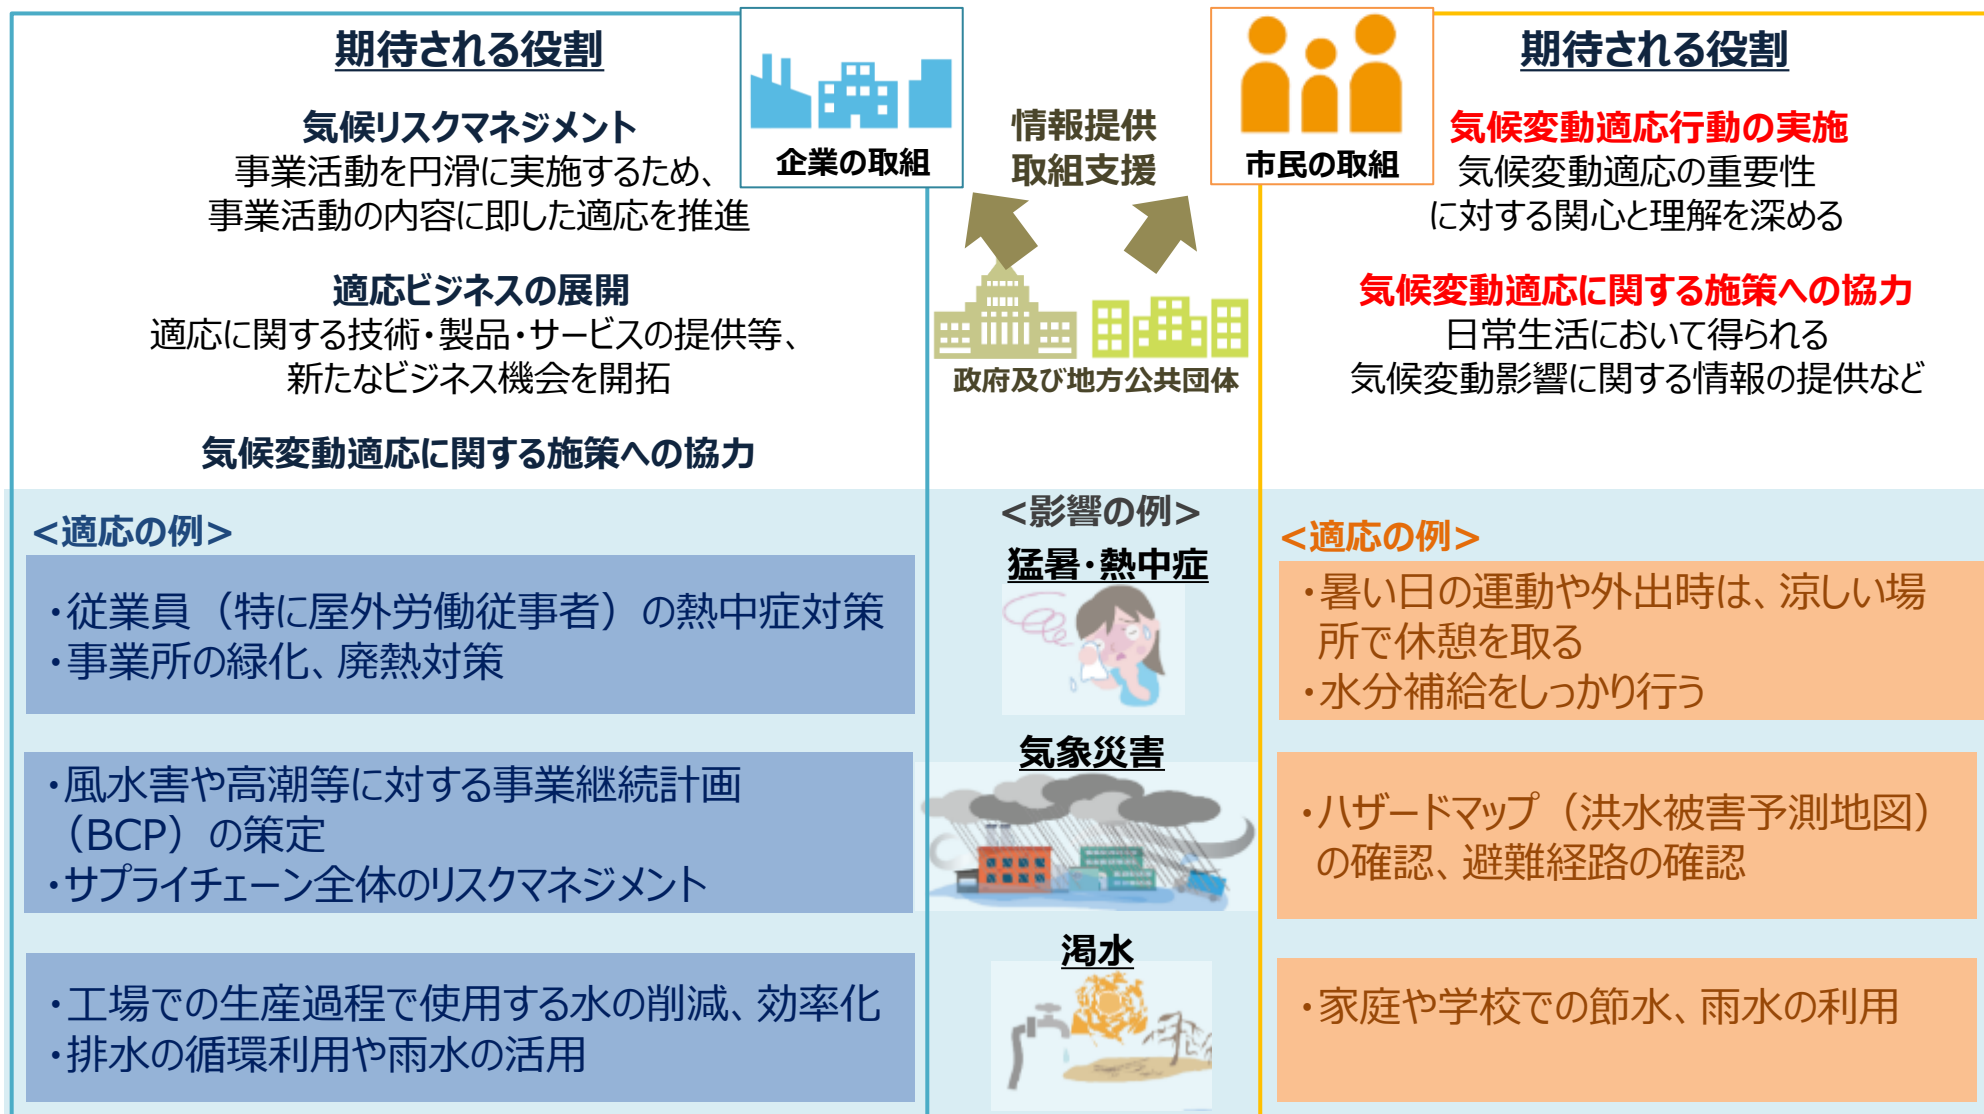 期待される役割
気候リスクマネジメント
事業活動を円滑に実施するため、
事業活動の内容に即した適応を推進
適応ビジネスの展開
適応に関する技術・製品・サービスの提供等、
新たなビジネス機会を開拓
気候変動適応に関する施策への協力
企業の取組
情報提供
取組支援
市民の取組
政府及び地方公共団体
期待される役割
気候変動適応行動の実施
気候変動適応の重要性
に対する関心と理解を深める
気候変動適応に関する施策への協力
日常生活において得られる
気候変動影響に関する情報の提供など
<適応の例>
・従業員（特に屋外労働従事者）の熱中症対策
・事業所の緑化、廃熱対策
・風水害や高潮等に対する事業継続計画
（BCP）の策定
・サプライチェーン全体のリスクマネジメント
・工場での生産過程で使用する水の削減、効率化
・排水の循環利用や雨水の活用
<影響の例>
猛暑・熱中症
気象災害
渇水
<適応の例>
・暑い日の運動や外出時は、涼しい場
所で休憩を取る
・水分補給をしっかり行う
・ハザードマップ（洪水被害予測地図）
の確認、避難経路の確認
・家庭や学校での節水、雨水の利用